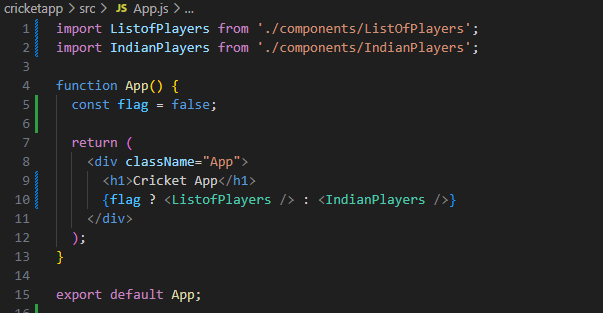 cricketapp > src > JS App.js > ...
1 import ListofPlayers from './components/ListOfPlayers';
2 import IndianPlayers from './components/IndianPlayers';
3
4 function App() {
5   const flag = false;
6
7   return (
8     <div className="App">
9       <h1>Cricket App</h1>
10       {flag ? <ListofPlayers /> : <IndianPlayers />}
11     </div>
12   );
13 }
14
15 export default App;
16